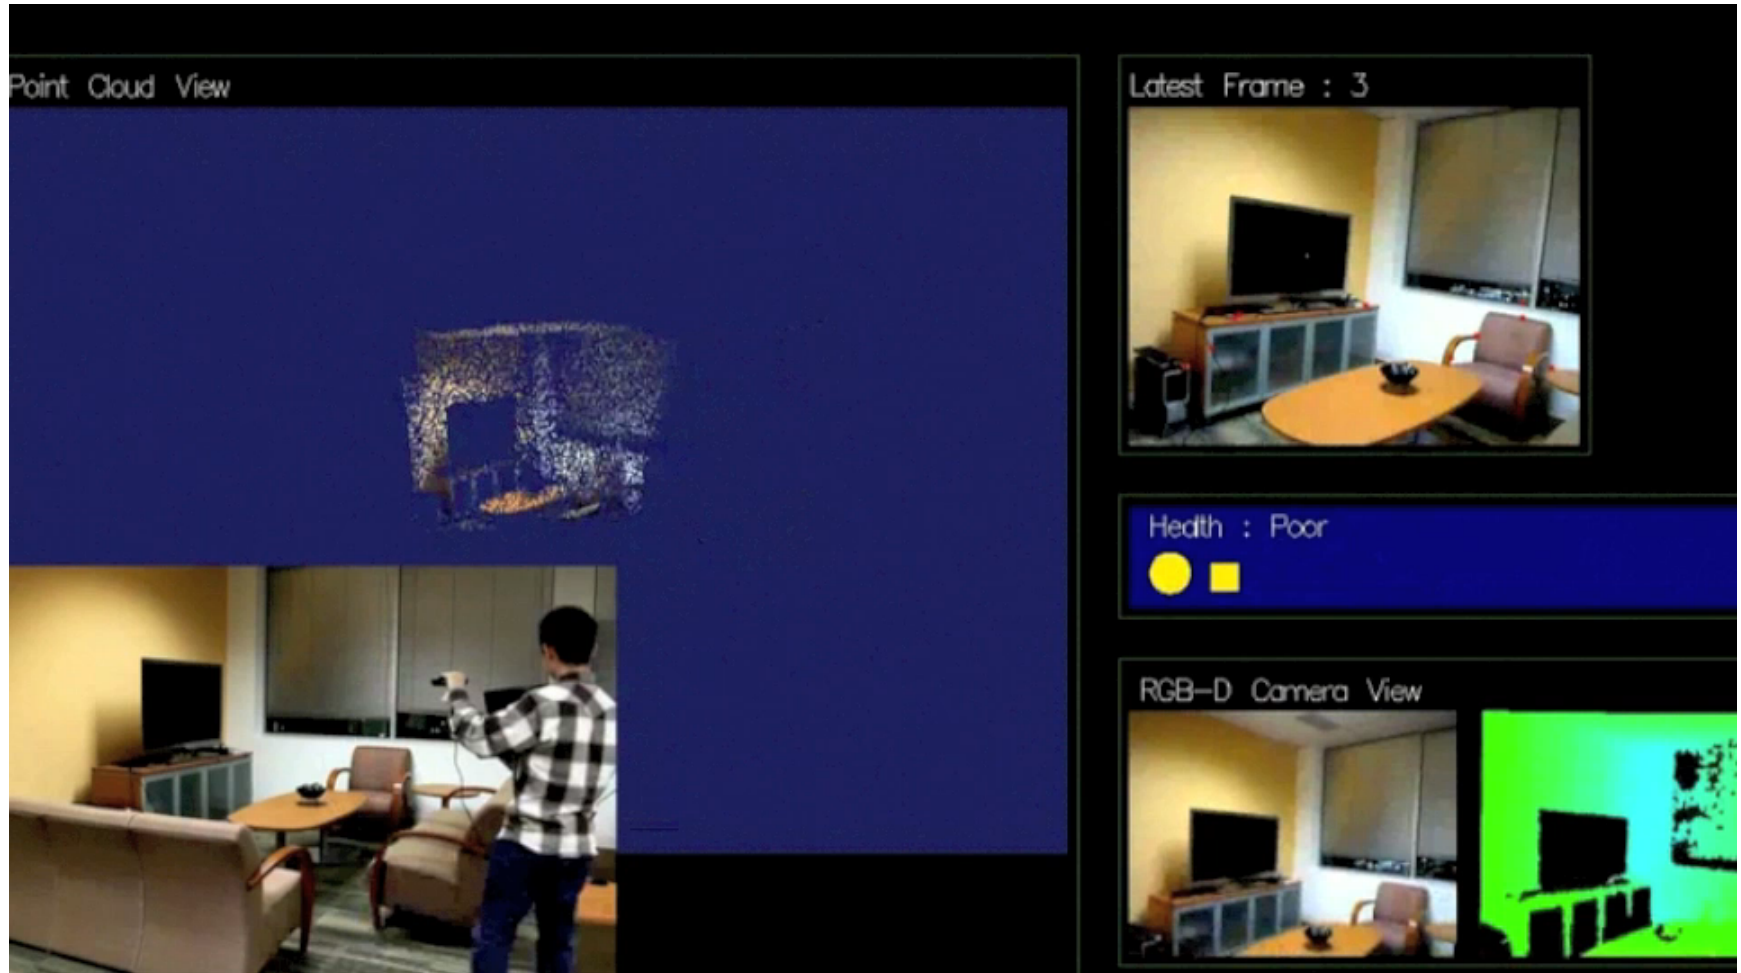 Point Cloud View
Latest Frame : 3
Health : Poor
RGB-D Camera View